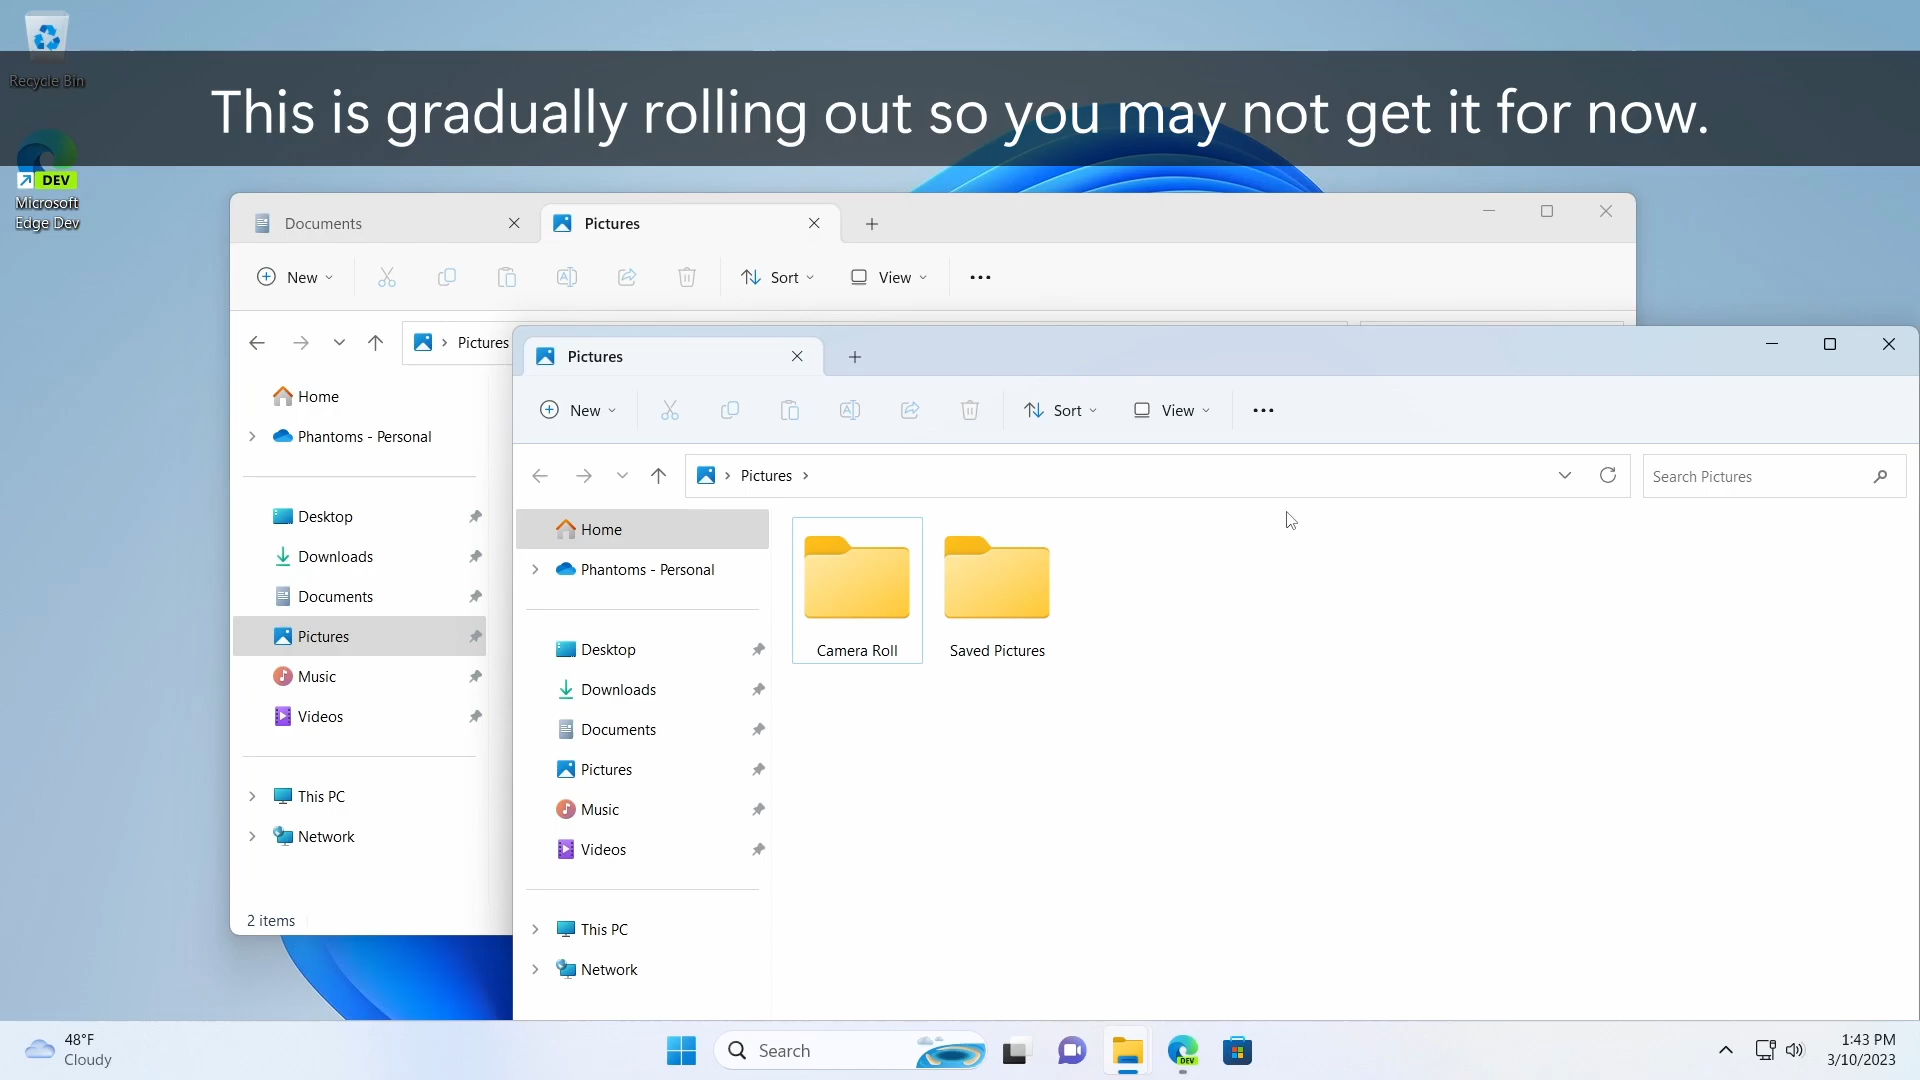 Recycle Bin
This is gradually rolling out so you may not get it for now.
DEV
Microsoft
Edge Dev
Documents
Pictures
New
Sort
View
Pictures
Home
Phantoms - Personal
Desktop
Downloads
Documents
Pictures
Music
Videos
This PC
Network
2 items
Pictures
New
Sort
View
Pictures
Search Pictures
Home
Phantoms - Personal
Desktop
Downloads
Documents
Pictures
Music
Videos
This PC
Network
Camera Roll
Saved Pictures
48°F
Cloudy
Search
DEV
1:43 PM
3/10/2023